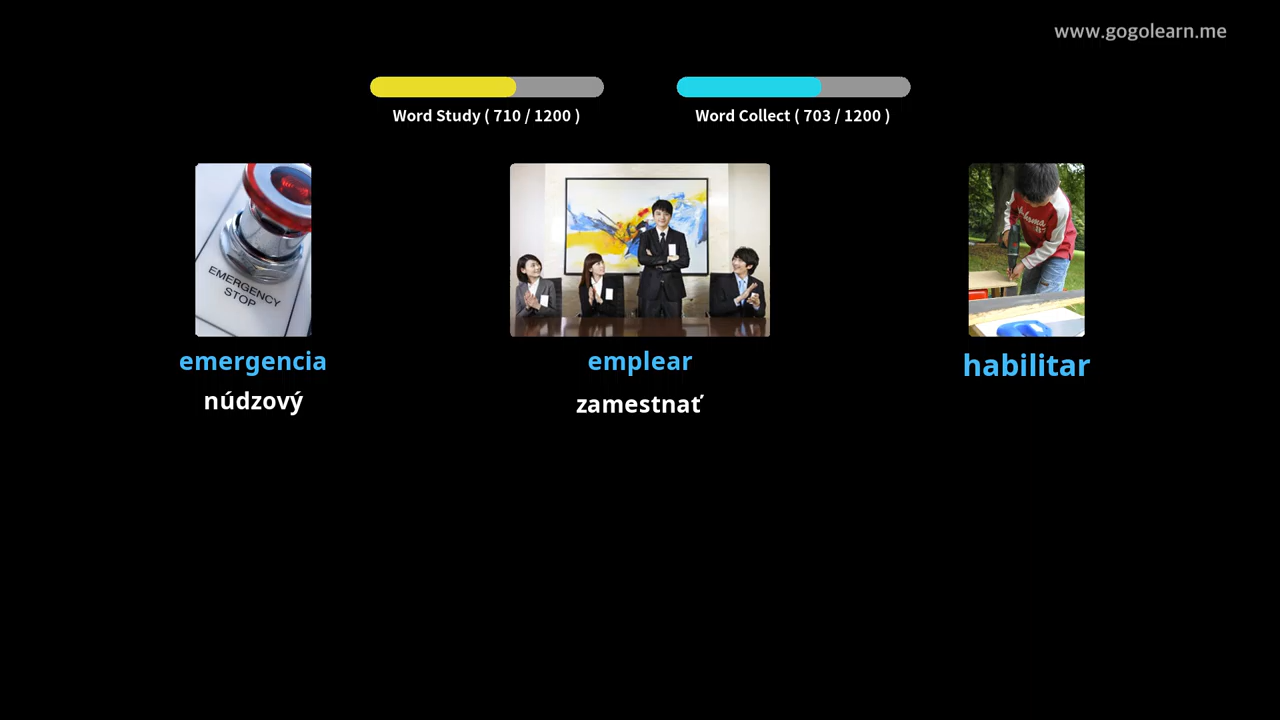 www.gogolearn.me
Word Study ( 710 / 1200 )
Word Collect ( 703 / 1200 )
EMERGENCY
STOP
emergencia
emplear
habilitar
núdzový
zamestnať